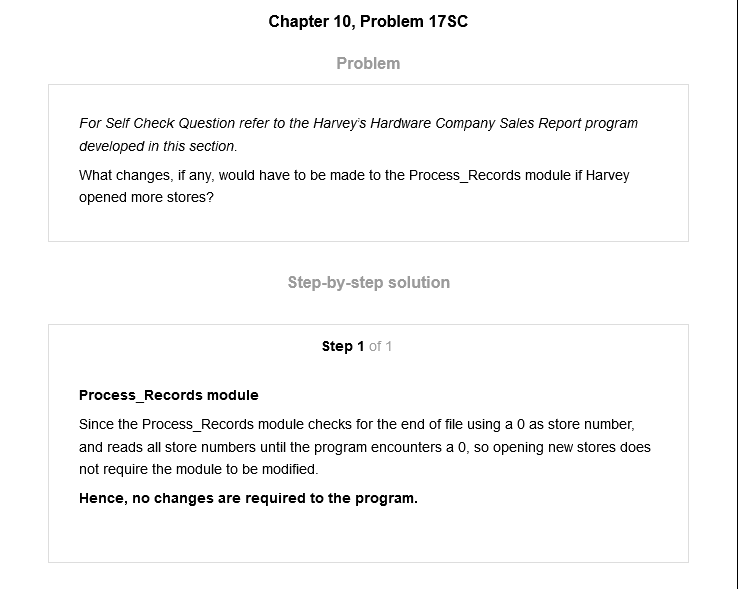 Chapter 10, Problem 17SC
Problem
For Self Check Question refer to the Harvey's Hardware Company Sales Report program
developed in this section.
What changes, if any, would have to be made to the Process_Records module if Harvey
opened more stores?
Step-by-step solution
Step 1 of 1
Process_Records module
Since the Process_Records module checks for the end of file using a 0 as store number,
and reads all store numbers until the program encounters a 0, so opening new stores does
not require the module to be modified.
Hence, no changes are required to the program.